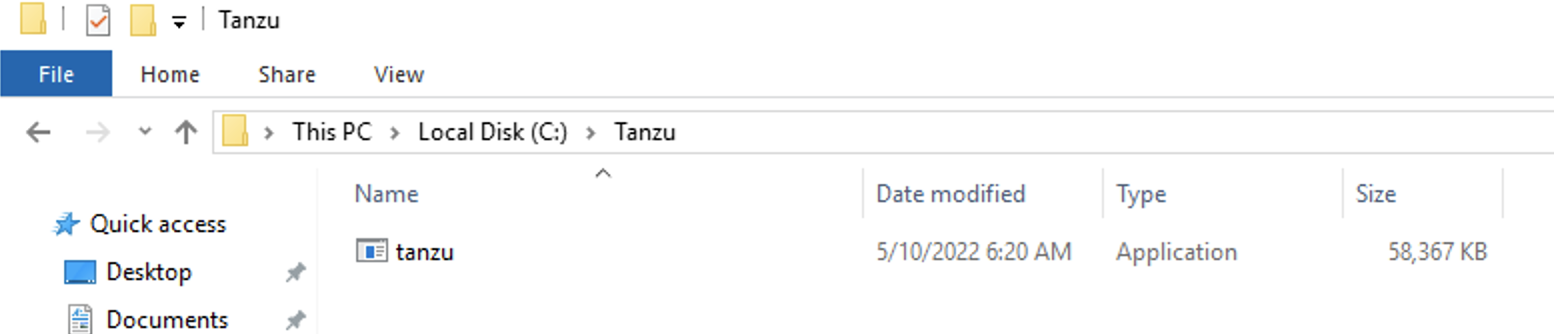 Tanzu
File Home Share View
This PC Local Disk (C:) Tanzu
Name Date modified Type Size
Quick access
tanzu 5/10/2022 6:20 AM Application 58,367 KB
Desktop
Documents